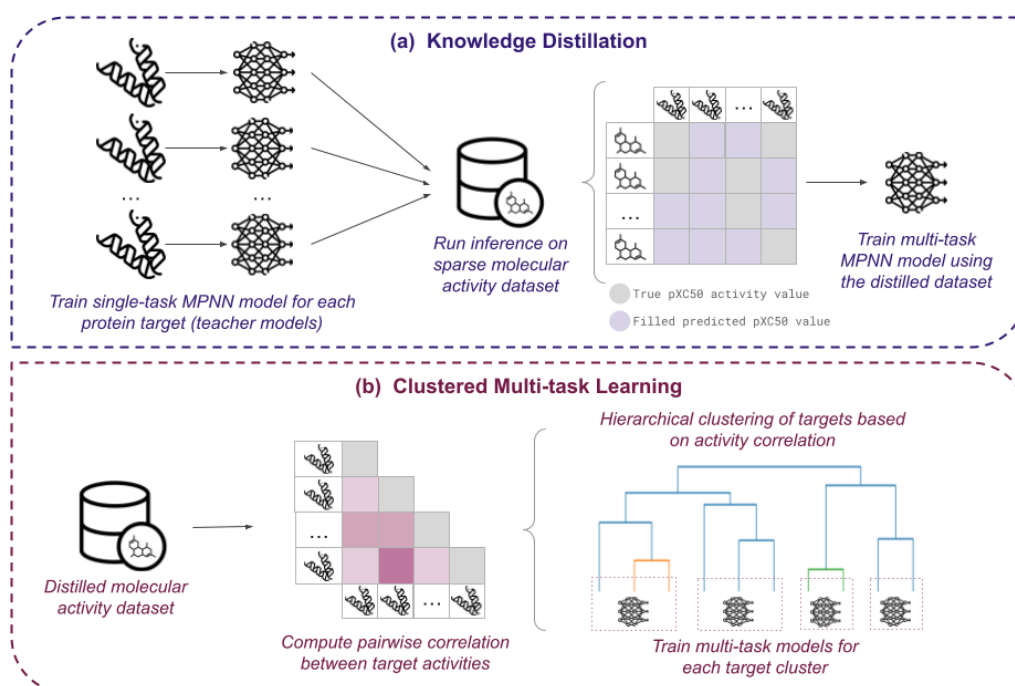 (a) Knowledge Distillation
...
...
...
...
Run inference on
sparse molecular
activity dataset
Train multi-task
MPNN model using
the distilled dataset
Train single-task MPNN model for each
protein target (teacher models)
True pXC50 activity value
Filled predicted pXC50 value
(b) Clustered Multi-task Learning
Hierarchical clustering of targets based
on activity correlation
...
...
Distilled molecular
activity dataset
Compute pairwise correlation
between target activities
Train multi-task models for
each target cluster